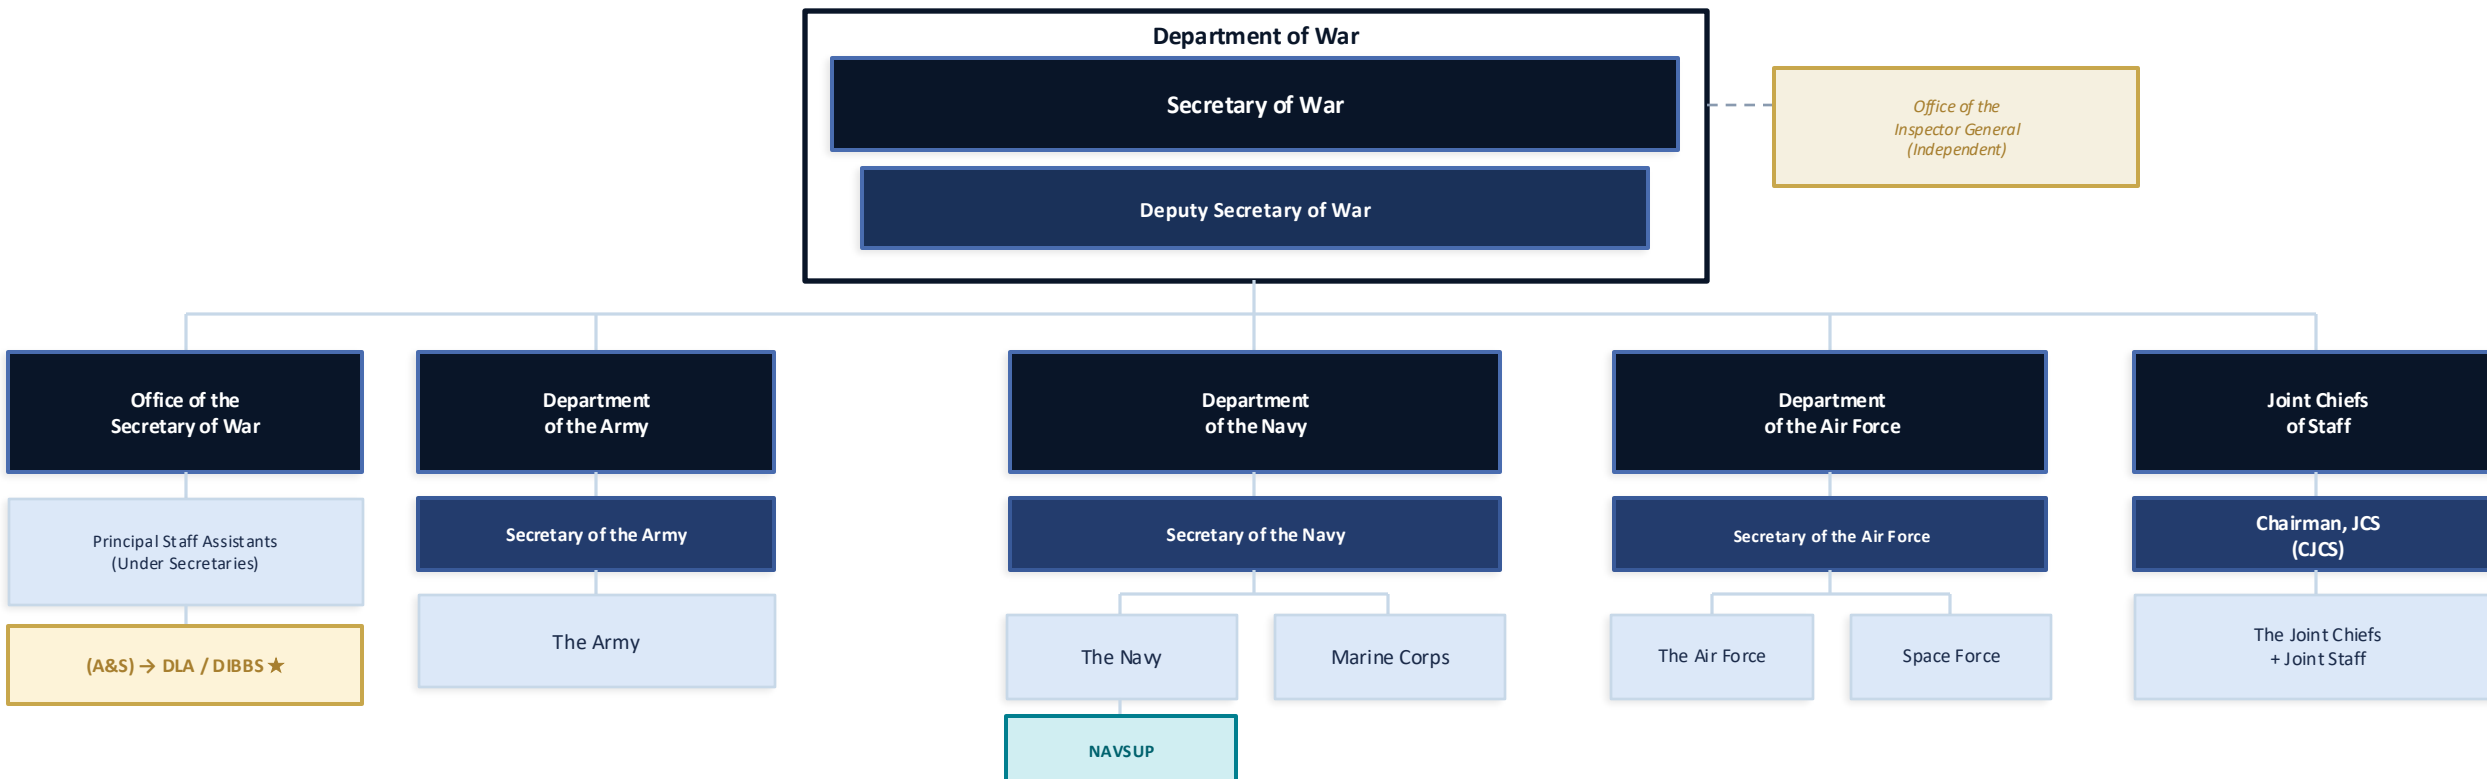 Department of War
Secretary of War
Deputy Secretary of War
Office of the
Inspector General
(Independent)
Office of the
Secretary of War
Department
of the Army
Department
of the Navy
Department
of the Air Force
Joint Chiefs
of Staff
Principal Staff Assistants
(Under Secretaries)
Secretary of the Army
Secretary of the Navy
Secretary of the Air Force
Chairman, JCS
(CJCS)
(A&S) → DLA / DIBBS ★
The Army
The Navy
Marine Corps
The Air Force
Space Force
The Joint Chiefs
+ Joint Staff
NAVSUP